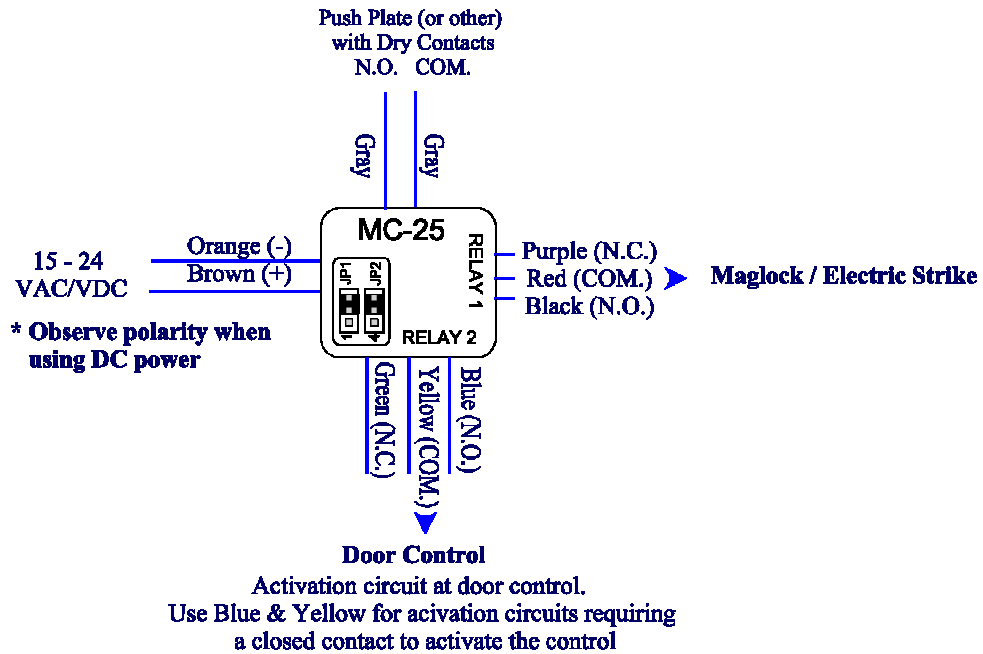 Push Plate (or other)
with Dry Contacts
N.O. COM.
Gray
Gray
MC-25
Orange (-)
Brown (+)
15 - 24
VAC/VDC
* Observe polarity when
using DC power
JP1
JP2
1
4
RELAY 1
RELAY 2
Purple (N.C.)
Red (COM.)
Black (N.O.)
Maglock / Electric Strike
Green (N.C.)
Yellow (COM.)
Blue (N.O.)
Door Control
Activation circuit at door control.
Use Blue & Yellow for acivation circuits requiring
a closed contact to activate the control